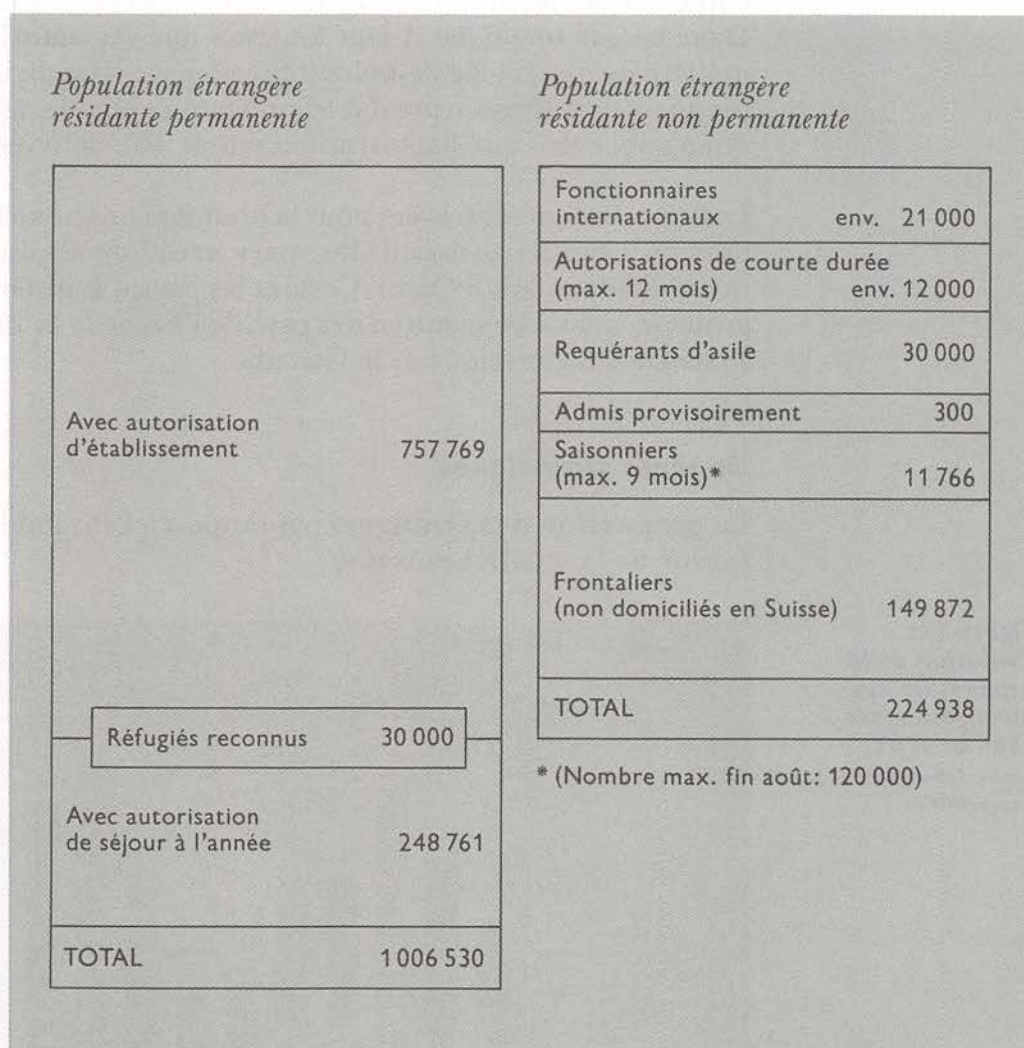 Population étrangère
résidante permanente
Avec autorisation
d'établissement 757 769
Réfugiés reconnus 30 000
Avec autorisation
de séjour à l'année 248 761
TOTAL 1 006 530
Population étrangère
résidante non permanente
Fonctionnaires
internationaux env. 21 000
Autorisations de courte durée
(max. 12 mois) env. 12 000
Requérants d'asile 30 000
Admis provisoirement 300
Saisonniers
(max. 9 mois)* 11 766
Frontaliers
(non domiciliés en Suisse) 149 872
TOTAL 224 938
* (Nombre max. fin août: 120 000)